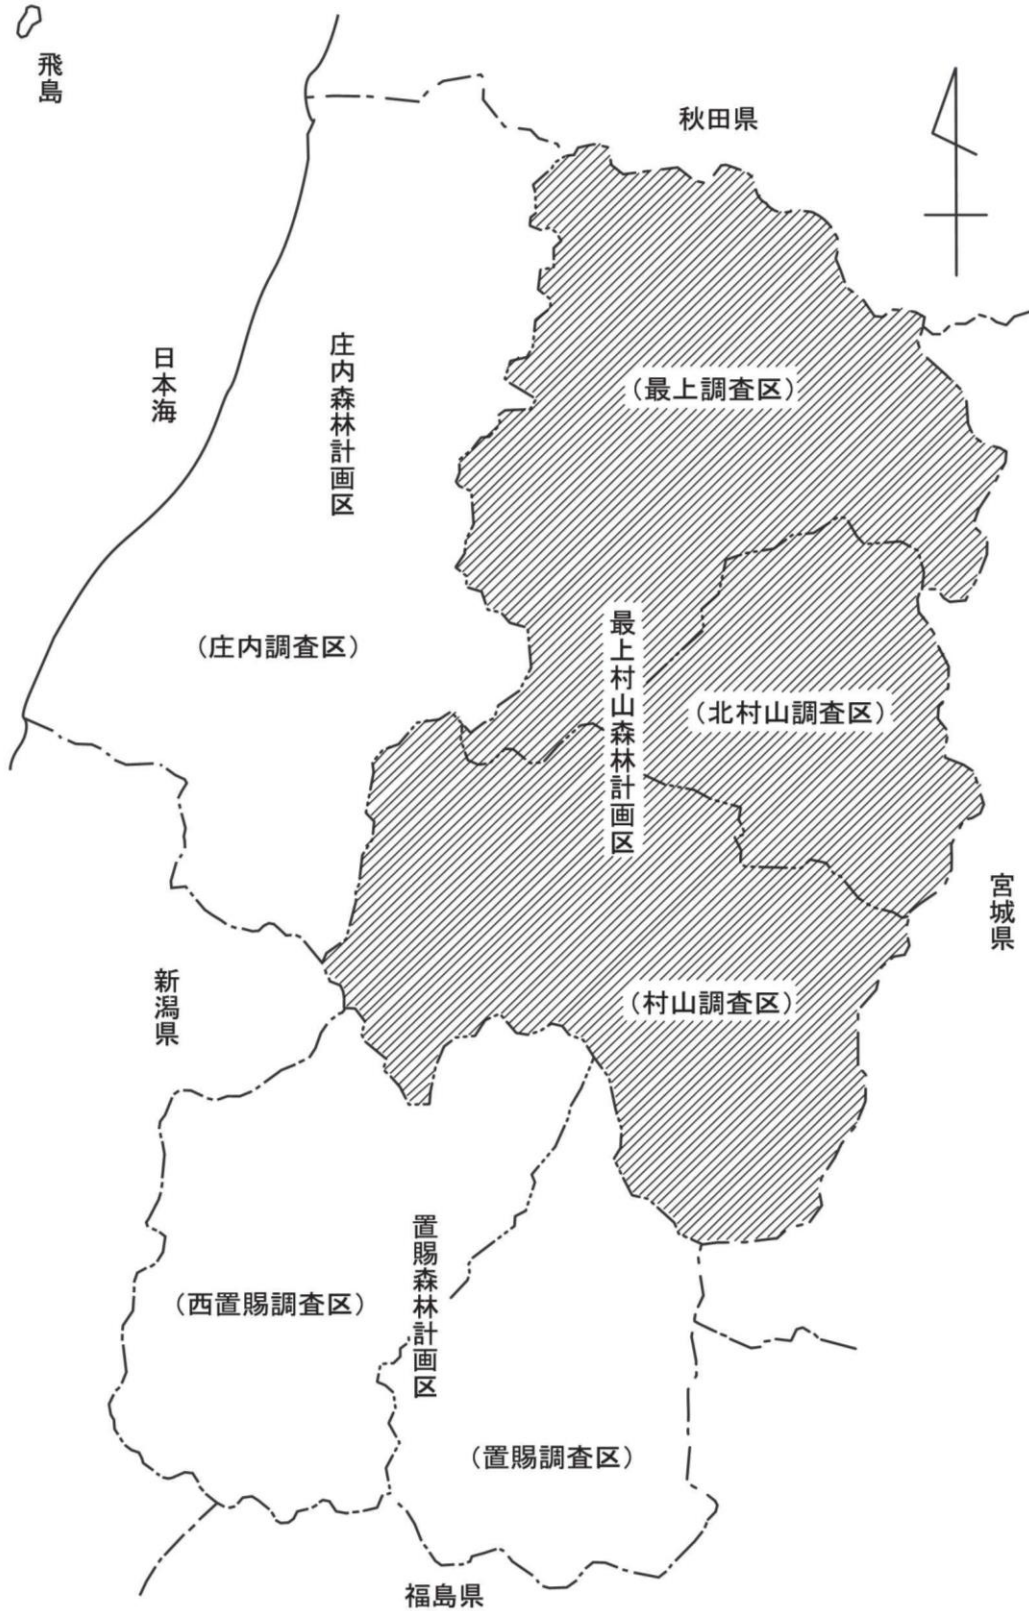 飛島
秋田県
日本海
庄内森林計画区
（最上調査区）
（庄内調査区）
最上村山森林計画区
（北村山調査区）
宮城県
新潟県
（村山調査区）
置賜森林計画区
（西置賜調査区）
（置賜調査区）
福島県